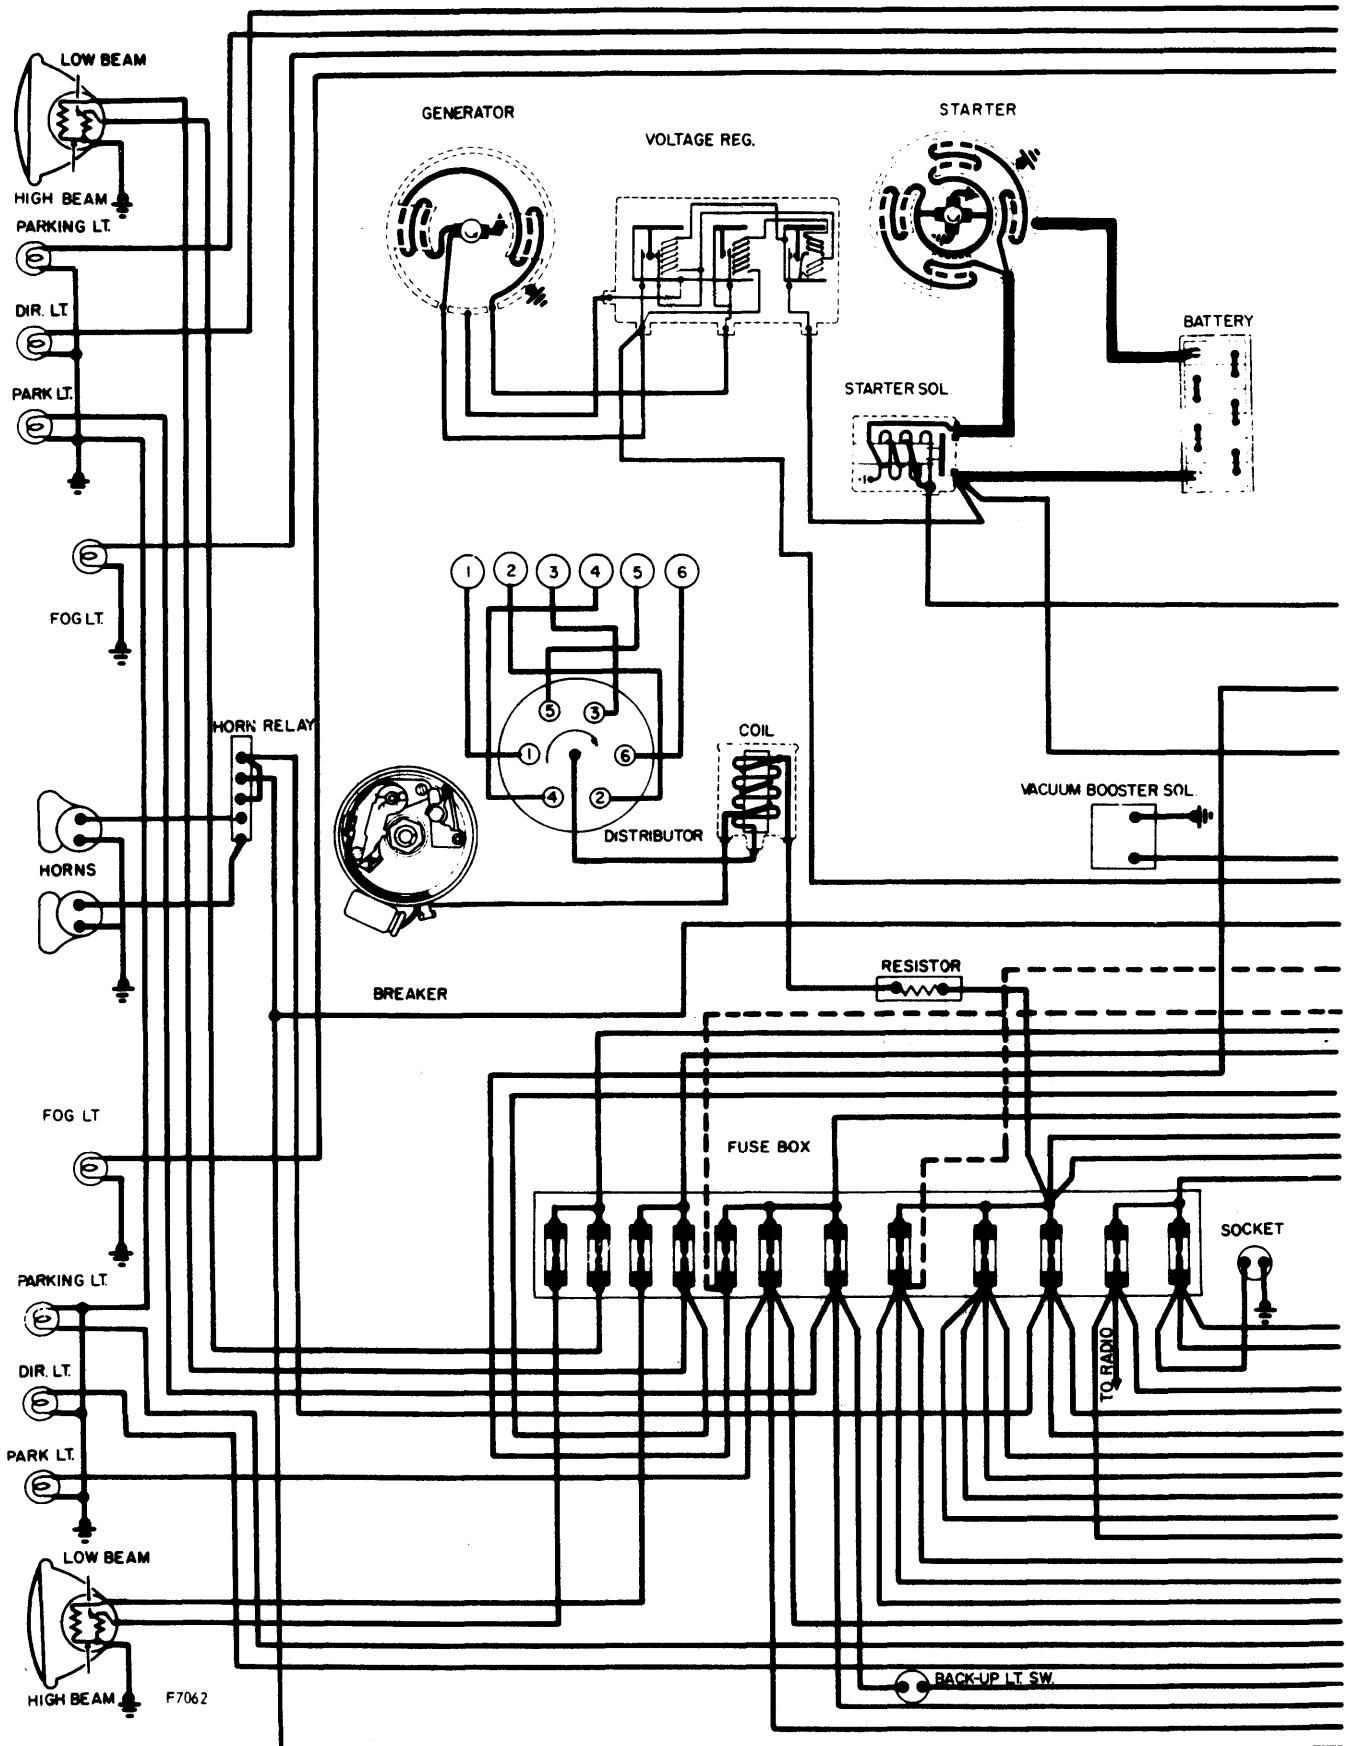 LOW BEAM
HIGH BEAM
PARKING LT.
DIR. LT.
PARK LT.
FOG LT.
GENERATOR
VOLTAGE REG.
STARTER
BATTERY
STARTER SOL
1 2 3 4 5 6
5 3
1 6
4 2
DISTRIBUTOR
COIL
HORN RELAY
HORNS
BREAKER
VACUUM BOOSTER SOL.
RESISTOR
FUSE BOX
FOG LT
SOCKET
TO RADIO
PARKING LT.
DIR. LT.
PARK LT.
LOW BEAM
HIGH BEAM
F7062
BACK-UP LT. SW.